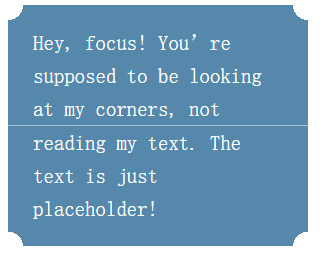 Hey, focus! You’re
supposed to be looking
at my corners, not
reading my text. The
text is just
placeholder!